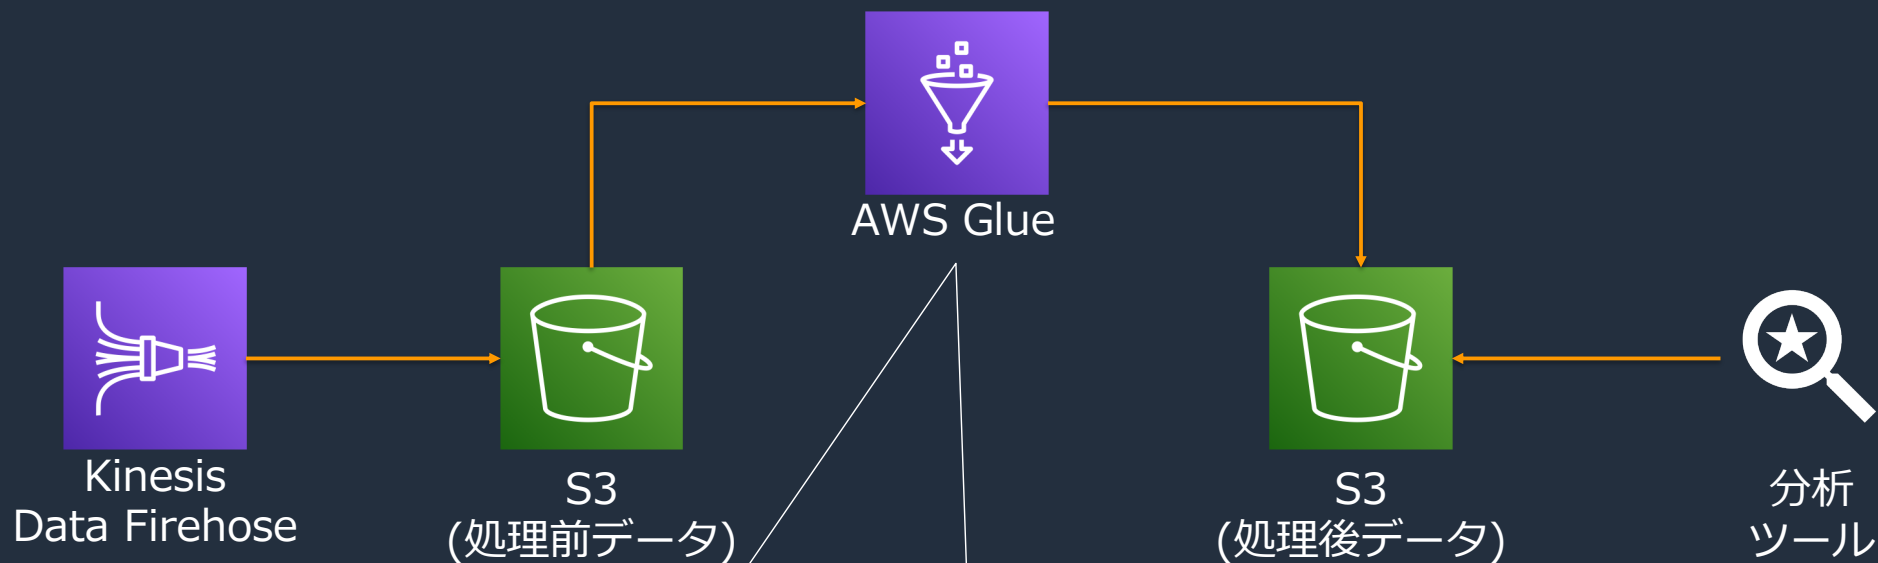 AWS Glue
Kinesis
Data Firehose
S3
(処理前データ)
S3
(処理後データ)
分析
ツール